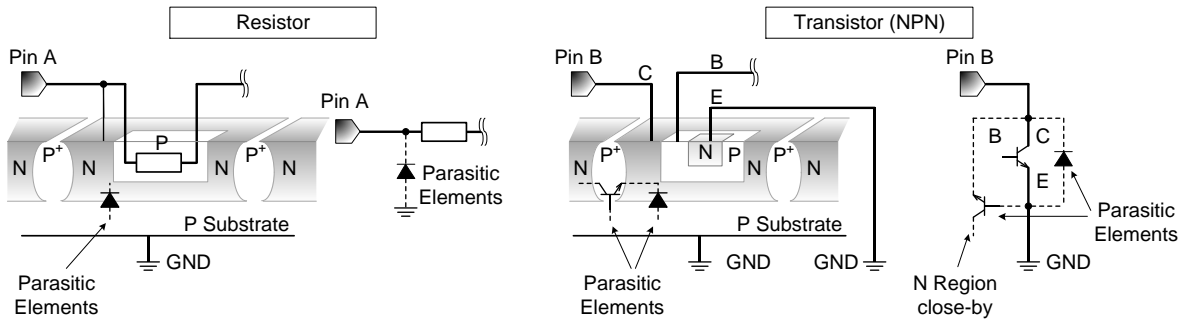 Resistor
Transistor (NPN)
Pin A
Pin A
N
P+
N
P
N
P+
N
Parasitic
Elements
P Substrate
GND
Parasitic
Elements
Pin B
C
B
E
N
P+
N
N
P
N
P+
N
P Substrate
GND
GND
Parasitic
Elements
Pin B
B
C
E
Parasitic
Elements
GND
N Region
close-by